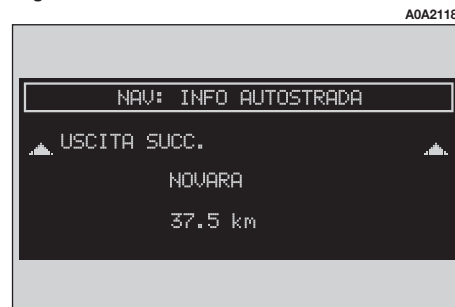 A0A2118
NAV: INFO AUTOSTRADA
USCITA SUCC.
NOVARA
37.5 km